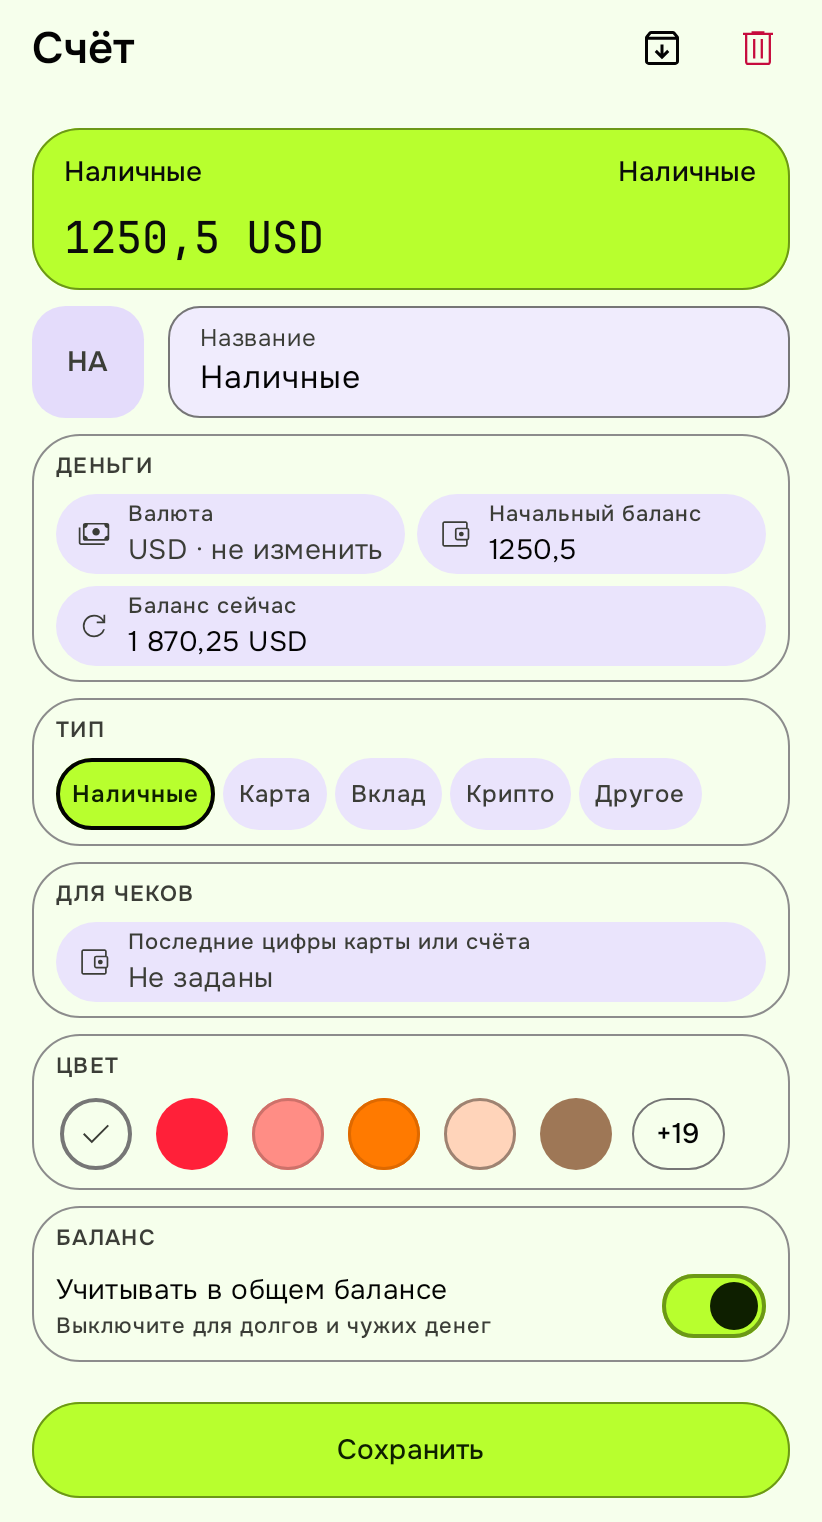 Счёт
Наличные Наличные
1250,5 USD
НА
Название
Наличные
ДЕНЬГИ
Валюта
USD · не изменить
Начальный баланс
1250,5
Баланс сейчас
1 870,25 USD
ТИП
Наличные Карта Вклад Крипто Другое
ДЛЯ ЧЕКОВ
Последние цифры карты или счёта
Не заданы
ЦВЕТ
+19
БАЛАНС
Учитывать в общем балансе
Выключите для долгов и чужих денег
Сохранить